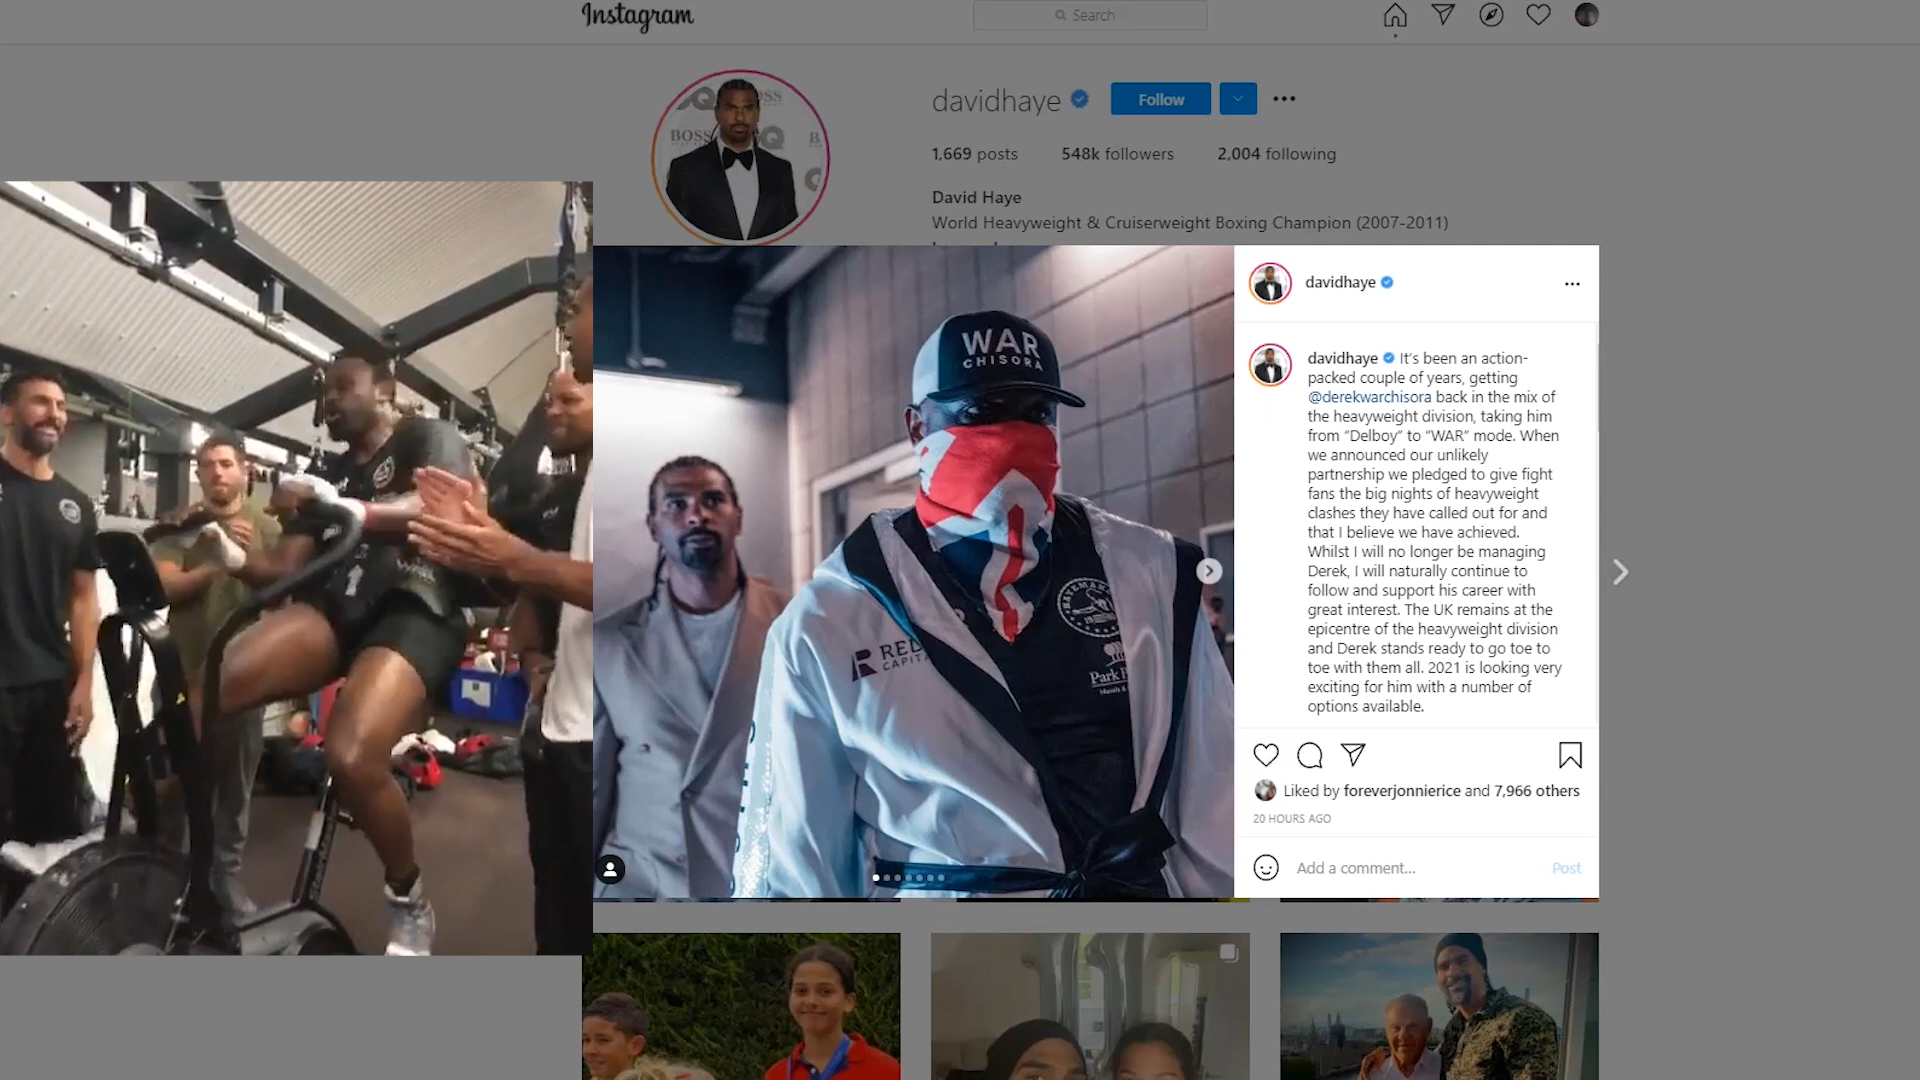 Instagram
Search
davidhaye
Follow
1,669 posts 548k followers 2,004 following
David Haye
World Heavyweight & Cruiserweight Boxing Champion (2007-2011)
BOSS
BOSS
WAR
CHISORA
CAPITAL
Park
davidhaye
davidhaye It's been an action-
packed couple of years, getting
@derekwarchisora back in the mix of
the heavyweight division, taking him
from "Delboy" to "WAR" mode. When
we announced our unlikely
partnership we pledged to give fight
fans the big nights of heavyweight
clashes they have called out for and
that I believe we have achieved.
Whilst I will no longer be managing
Derek, I will naturally continue to
follow and support his career with
great interest. The UK remains at the
epicentre of the heavyweight division
and Derek stands ready to go toe to
toe with them all. 2021 is looking very
exciting for him with a number of
options available.
Liked by foreverjonnierice and 7,966 others
20 HOURS AGO
Add a comment... Post